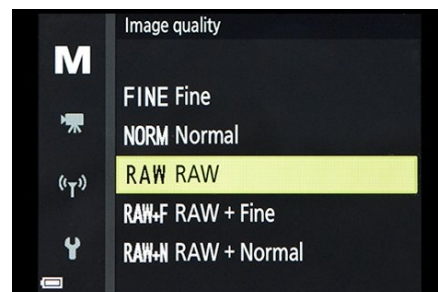 Image quality
M
FINE Fine
NORM Normal
RAW RAW
RAW+F RAW + Fine
RAW+N RAW + Normal